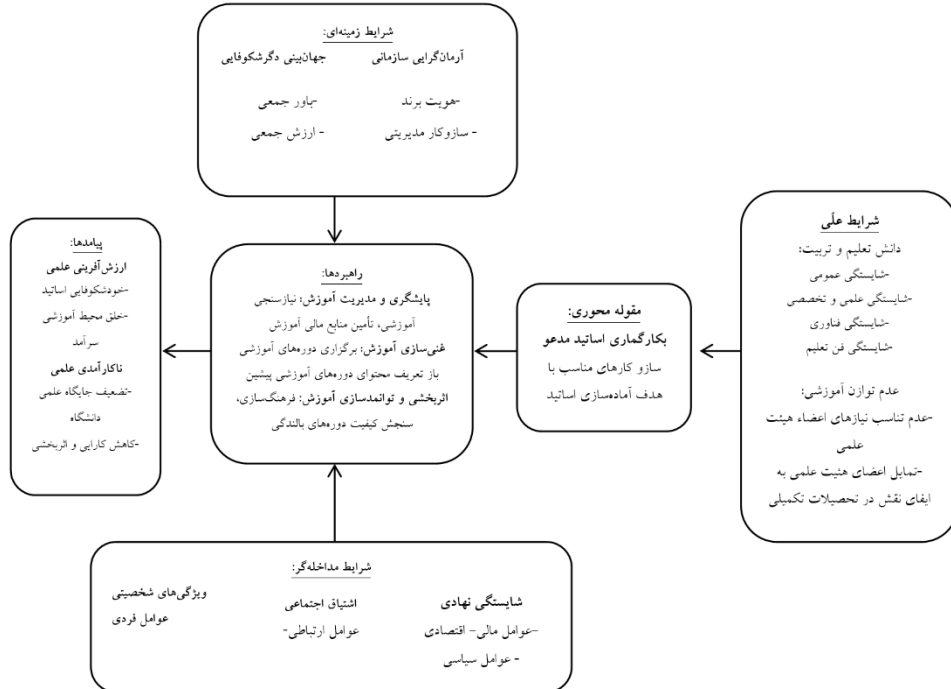 شرایط زمینه‌ای:
آرمان‌گرایی سازمانی
-هویت برند
- سازوکار مدیریتی
جهان‌بینی دگرشکوفایی
-باور جمعی
- ارزش جمعی
شرایط علّی
دانش تعلیم و تربیت:
-شایستگی عمومی
-شایستگی علمی و تخصصی
-شایستگی فناوری
-شایستگی فن تعلیم
عدم توازن آموزشی:
-عدم تناسب نیازهای اعضاء هیئت
علمی
-تمایل اعضای هئیت علمی به
ایفای نقش در تحصیلات تکمیلی
مقوله محوری:
بکارگماری اساتید مدعو
سازو کارهای مناسب با
هدف آماده‌سازی اساتید
راهبردها:
پایشگری و مدیریت آموزش: نیازسنجی
آموزشی، تأمین منابع مالی آموزش
غنی‌سازی آموزش: برگزاری دوره‌های آموزشی
باز تعریف محتوای دوره‌های آموزشی پیشین
اثربخشی و توانمدسازی آموزش: فرهنگ‌سازی،
سنجش کیفیت دوره‌های بالندگی
پیامدها:
ارزش‌آفرینی علمی
-خودشکوفایی اساتید
-خلق محیط آموزشی
سرآمد
ناکارآمدی علمی
-تضعیف جایگاه علمی
دانشگاه
-کاهش کارایی و اثربخشی
شرایط مداخله‌گر:
شایستگی نهادی
-عوامل مالی- اقتصادی
- عوامل سیاسی
اشتیاق اجتماعی
عوامل ارتباطی-
ویژگی‌های شخصیتی
عوامل فردی